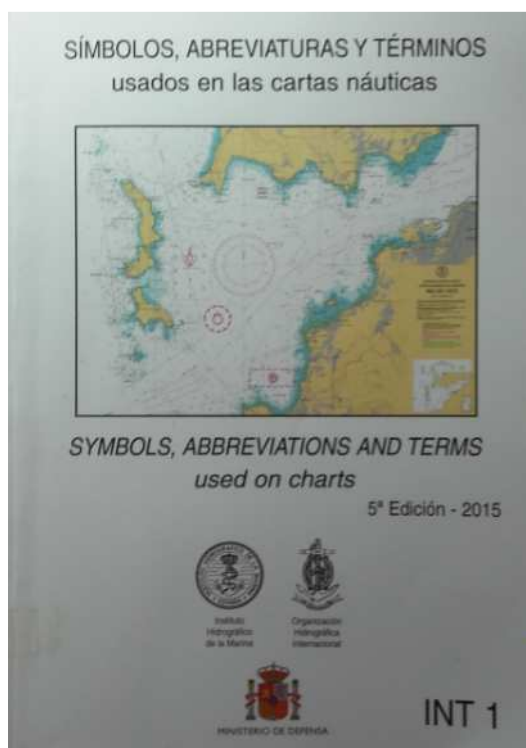 SÍMBOLOS, ABREVIATURAS Y TÉRMINOS
usados en las cartas náuticas
SYMBOLS, ABBREVIATIONS AND TERMS
used on charts
5ª Edición - 2015
Instituto
Hidrográfico
de la Marina
Organización
Hidrográfica
Internacional
MINISTERIO DE DEFENSA
INT 1